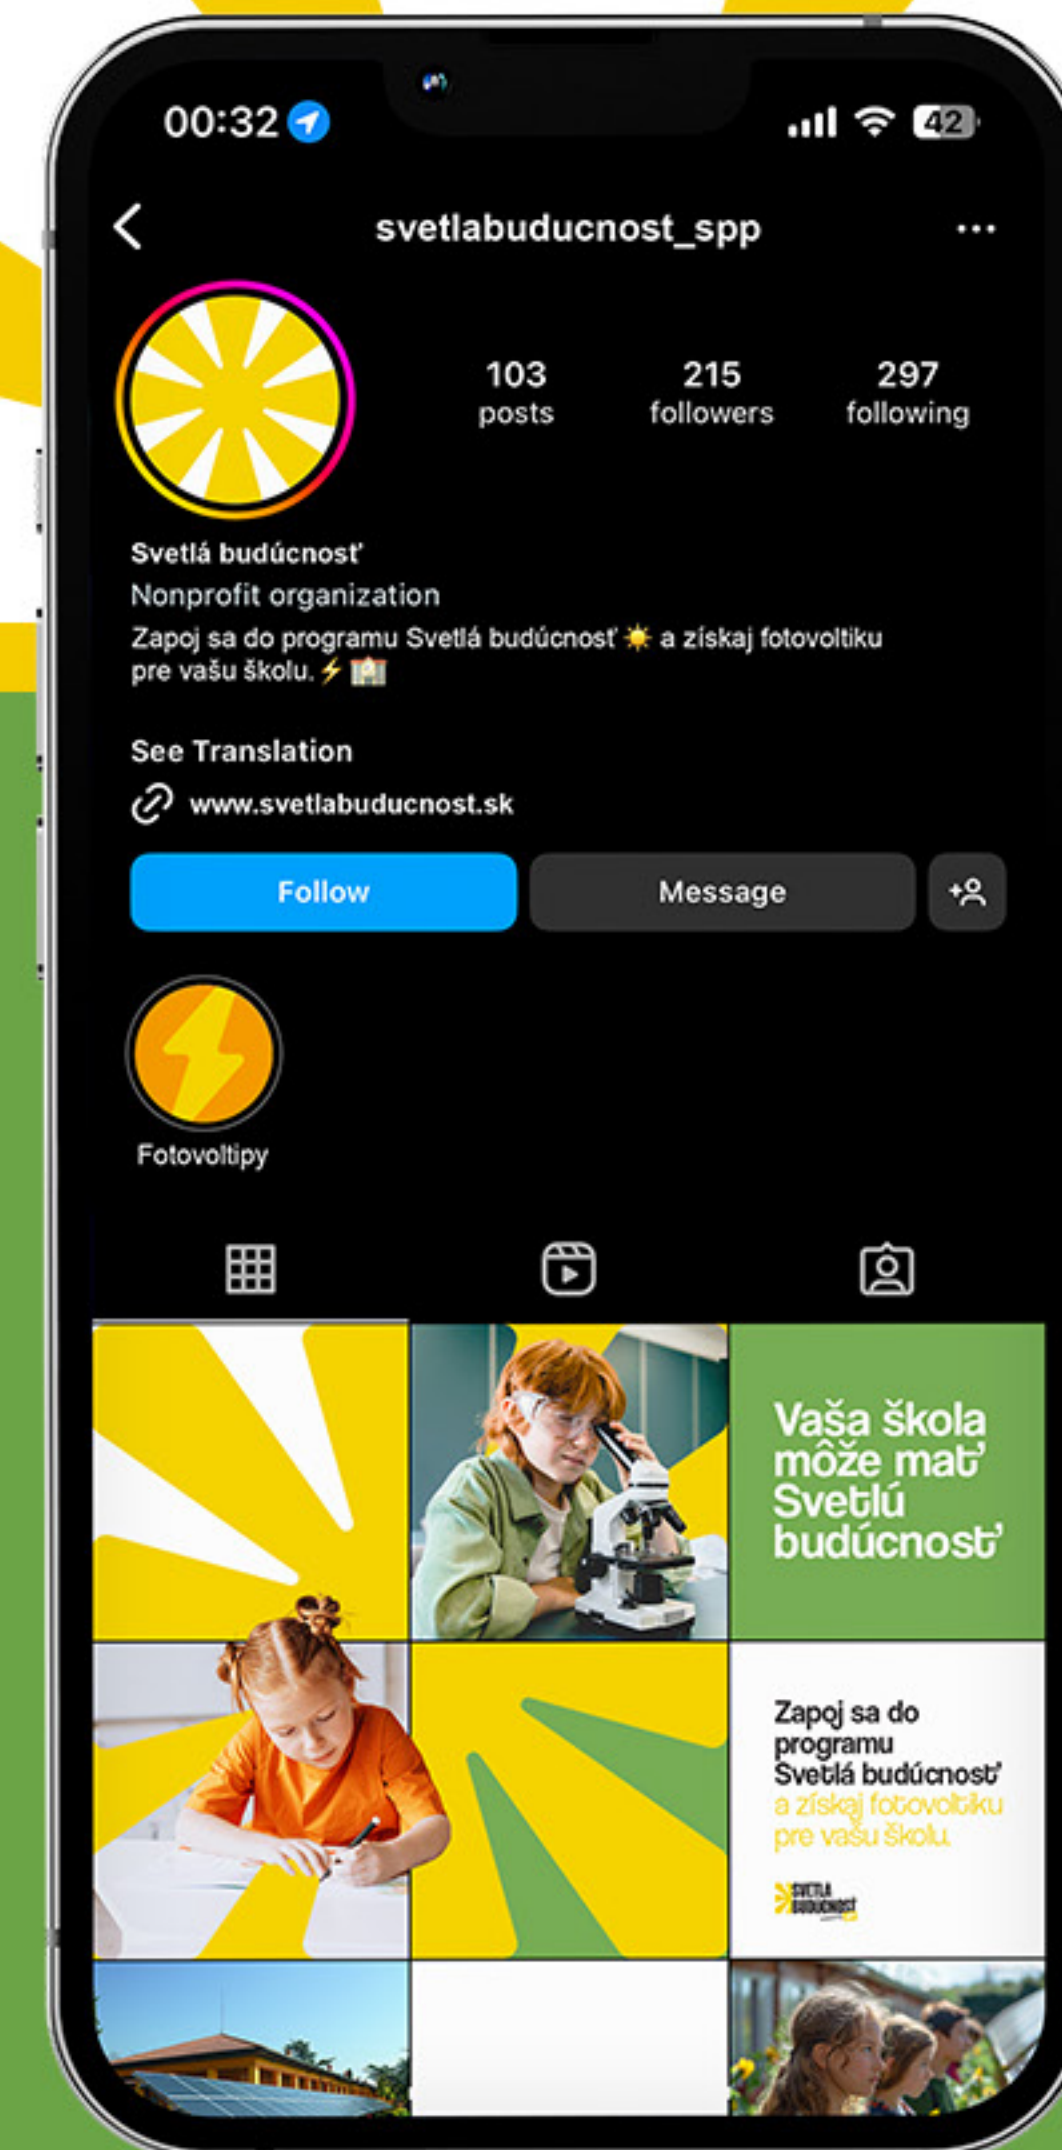 00:32
42
svetlabuducnost_spp
103
posts
215
followers
297
following
Svetlá budúcnosť
Nonprofit organization
Zapoj sa do programu Svetlá budúcnosť ☀️ a získaj fotovoltiku
pre vašu školu.⚡🏫
See Translation
www.svetlabuducnost.sk
Follow
Message
Fotovoltipy
Vaša škola
môže mať
Svetlú
budúcnosť
Zapoj sa do
programu
Svetlá budúcnosť
a získaj fotovoltiku
pre vašu školu.
SVETLÁ
BUDÚCNOSŤ